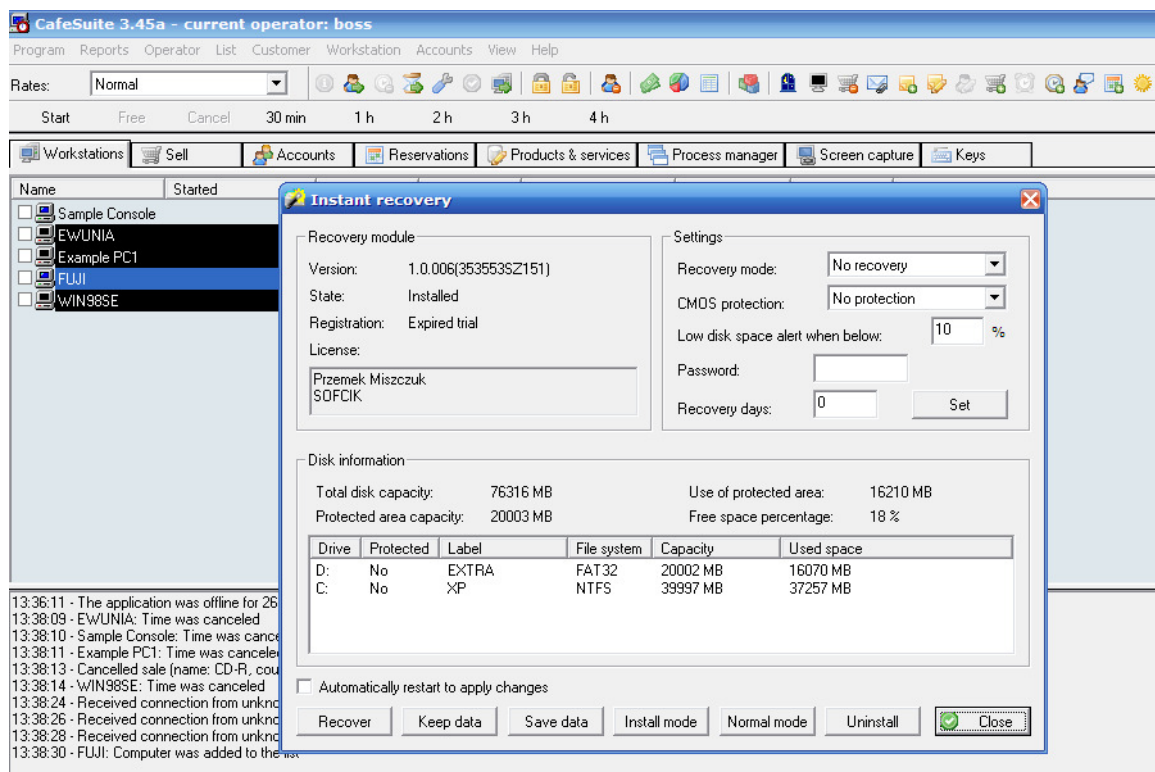 CafeSuite 3.45a - current operator: boss
Program Reports Operator List Customer Workstation Accounts View Help
Rates: Normal
Start Free Cancel 30 min 1 h 2 h 3 h 4 h
Workstations Sell Accounts Reservations Products & services Process manager Screen capture Keys
Name Started
Sample Console
EWUNIA
Example PC1
FUJI
WIN98SE
Instant recovery
Recovery module
Version: 1.0.006(353553SZ151)
State: Installed
Registration: Expired trial
License:
Przemek Miszczuk
SOFCIK
Settings
Recovery mode: No recovery
CMOS protection: No protection
Low disk space alert when below: 10 %
Password:
Recovery days: 0 Set
Disk information
Total disk capacity: 76316 MB Use of protected area: 16210 MB
Protected area capacity: 20003 MB Free space percentage: 18 %
Drive Protected Label File system Capacity Used space
D: No EXTRA FAT32 20002 MB 16070 MB
C: No XP NTFS 39997 MB 37257 MB
Automatically restart to apply changes
Recover Keep data Save data Install mode Normal mode Uninstall Close
13:36:11 - The application was offline for 26
13:38:09 - EWUNIA: Time was canceled
13:38:10 - Sample Console: Time was cance
13:38:11 - Example PC1: Time was cancele
13:38:13 - Cancelled sale (name: CD-R, cou
13:38:14 - WIN98SE: Time was canceled
13:38:24 - Received connection from unkno
13:38:26 - Received connection from unkno
13:38:28 - Received connection from unkno
13:38:30 - FUJI: Computer was added to the list